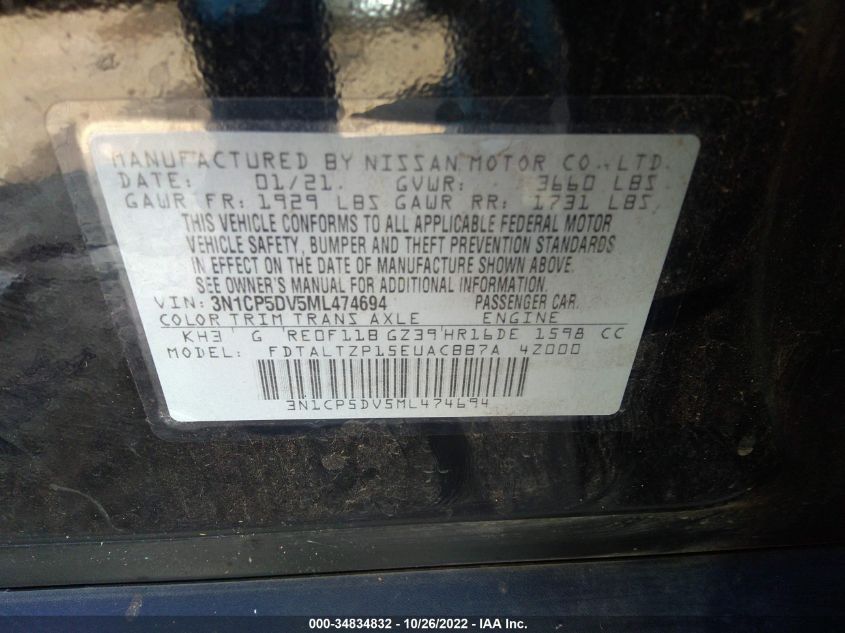 MANUFACTURED BY NISSAN MOTOR CO., LTD.
DATE: 01/21. GVWR: 3660 LBS
GAWR FR: 1929 LBS GAWR RR: 1731 LBS
THIS VEHICLE CONFORMS TO ALL APPLICABLE FEDERAL MOTOR
VEHICLE SAFETY, BUMPER AND THEFT PREVENTION STANDARDS
IN EFFECT ON THE DATE OF MANUFACTURE SHOWN ABOVE.
SEE OWNER'S MANUAL FOR ADDITIONAL INFORMATION.
VIN: 3N1CP5DV5ML474694 PASSENGER CAR
COLOR TRIM TRANS AXLE ENGINE
KH3 G RE0F11B GZ39 HR16DE 1598 CC
MODEL: FDTALTZP15EUACBB7A 42000
3N1CP5DV5ML474694
000-34834832 / 10/26/2022 - IAA Inc.